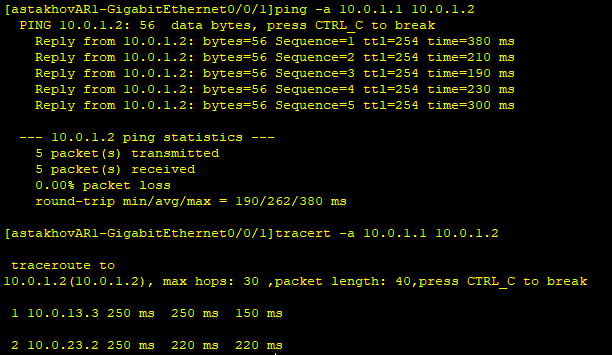 [astakhovAR1-GigabitEthernet0/0/1]ping -a 10.0.1.1 10.0.1.2
PING 10.0.1.2: 56  data bytes, press CTRL_C to break
Reply from 10.0.1.2: bytes=56 Sequence=1 ttl=254 time=380 ms
Reply from 10.0.1.2: bytes=56 Sequence=2 ttl=254 time=210 ms
Reply from 10.0.1.2: bytes=56 Sequence=3 ttl=254 time=190 ms
Reply from 10.0.1.2: bytes=56 Sequence=4 ttl=254 time=230 ms
Reply from 10.0.1.2: bytes=56 Sequence=5 ttl=254 time=300 ms
--- 10.0.1.2 ping statistics ---
5 packet(s) transmitted
5 packet(s) received
0.00% packet loss
round-trip min/avg/max = 190/262/380 ms
[astakhovAR1-GigabitEthernet0/0/1]tracert -a 10.0.1.1 10.0.1.2
traceroute to
10.0.1.2(10.0.1.2), max hops: 30 ,packet length: 40,press CTRL_C to break
1 10.0.13.3 250 ms  250 ms  150 ms
2 10.0.23.2 250 ms  220 ms  220 ms